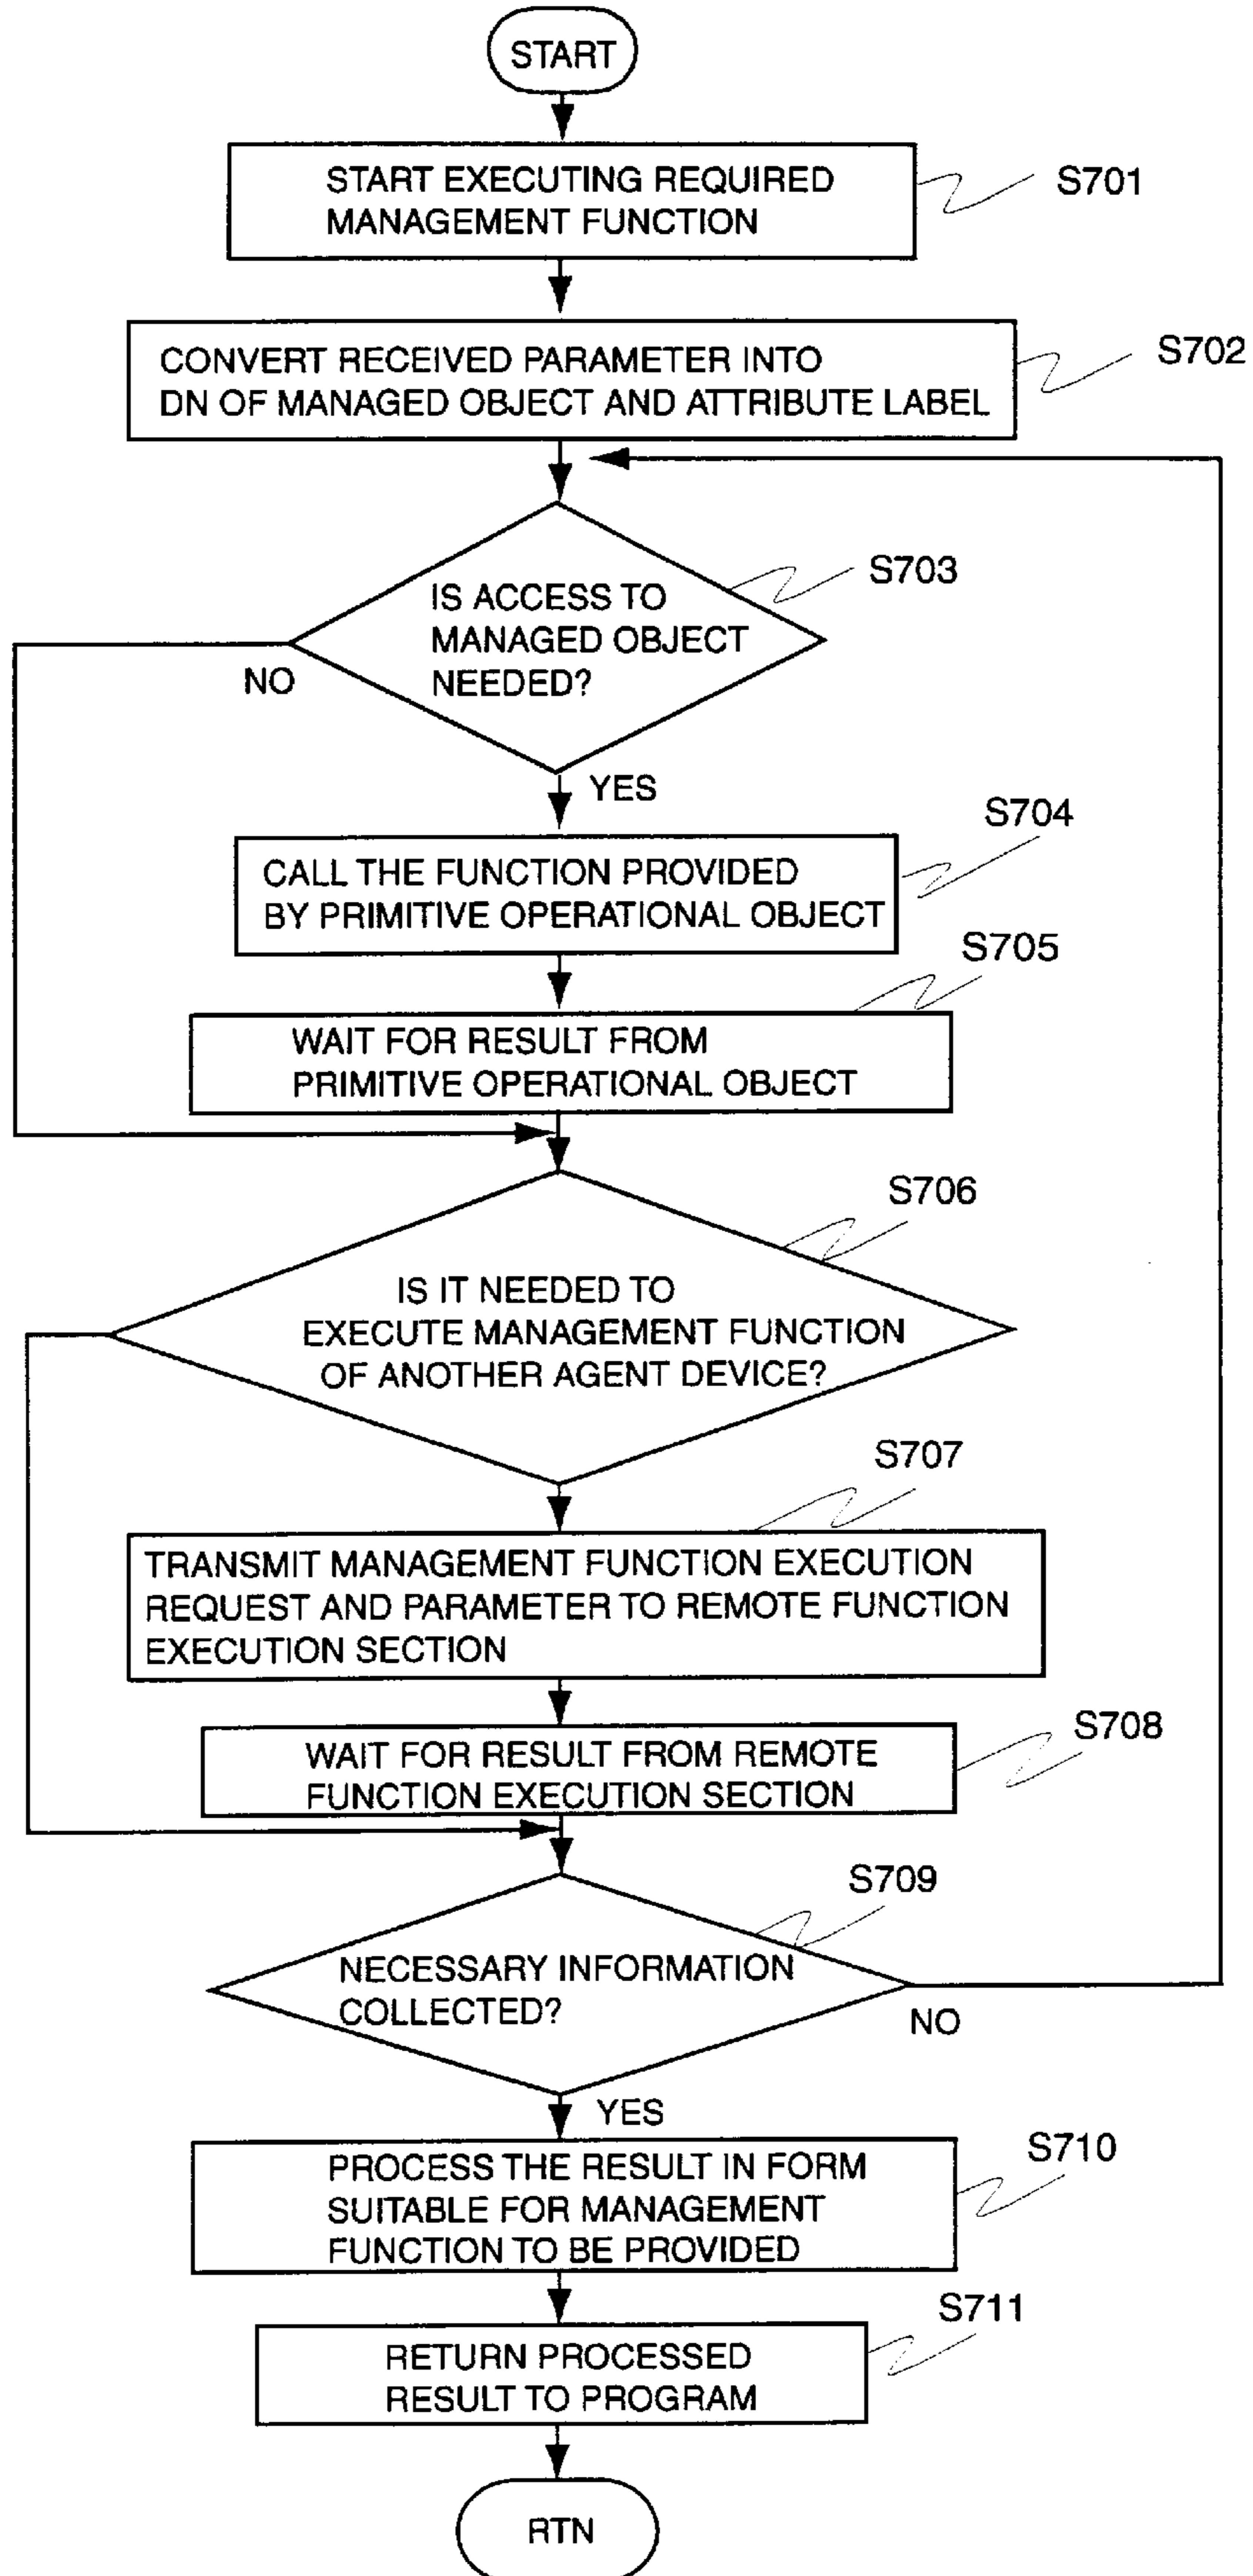 START
START EXECUTING REQUIRED
MANAGEMENT FUNCTION
S701
CONVERT RECEIVED PARAMETER INTO
DN OF MANAGED OBJECT AND ATTRIBUTE LABEL
S702
IS ACCESS TO
MANAGED OBJECT
NEEDED?
S703
NO
YES
CALL THE FUNCTION PROVIDED
BY PRIMITIVE OPERATIONAL OBJECT
S704
WAIT FOR RESULT FROM
PRIMITIVE OPERATIONAL OBJECT
S705
IS IT NEEDED TO
EXECUTE MANAGEMENT FUNCTION
OF ANOTHER AGENT DEVICE?
S706
TRANSMIT MANAGEMENT FUNCTION EXECUTION
REQUEST AND PARAMETER TO REMOTE FUNCTION
EXECUTION SECTION
S707
WAIT FOR RESULT FROM REMOTE
FUNCTION EXECUTION SECTION
S708
NECESSARY INFORMATION
COLLECTED?
S709
NO
YES
PROCESS THE RESULT IN FORM
SUITABLE FOR MANAGEMENT
FUNCTION TO BE PROVIDED
S710
RETURN PROCESSED
RESULT TO PROGRAM
S711
RTN